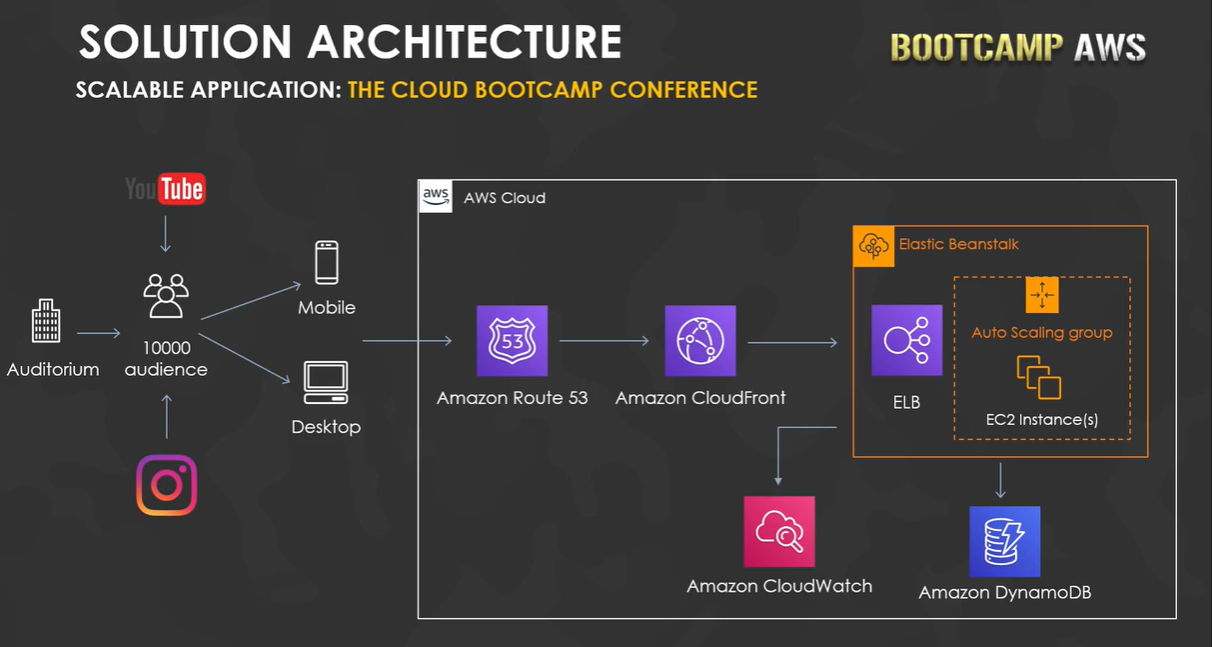 SOLUTION ARCHITECTURE
BOOTCAMP AWS
SCALABLE APPLICATION: THE CLOUD BOOTCAMP CONFERENCE
YouTube
aws
AWS Cloud
Elastic Beanstalk
Mobile
Auditorium
10000
audience
53
Auto Scaling group
Amazon Route 53
Amazon CloudFront
ELB
EC2 Instance(s)
Desktop
Amazon CloudWatch
Amazon DynamoDB